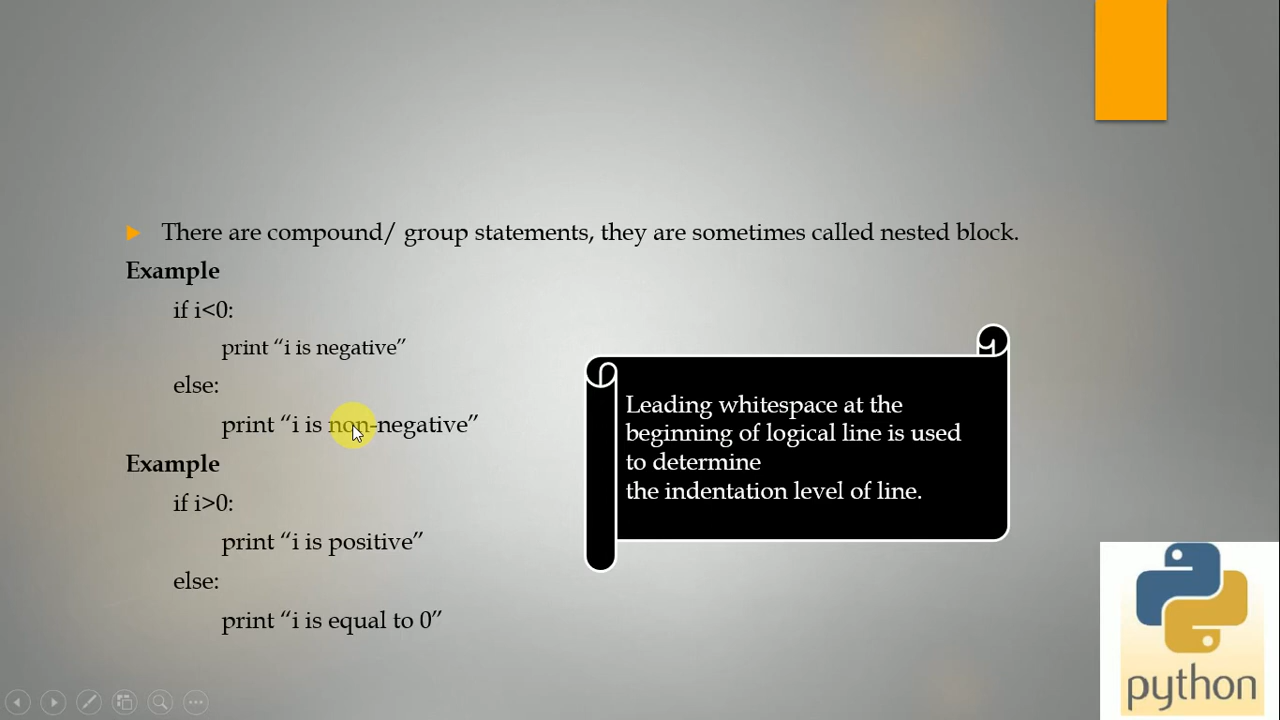 There are compound/ group statements, they are sometimes called nested block.
Example
if i<0:
print “i is negative”
else:
print “i is non-negative”
Example
if i>0:
print “i is positive”
else:
print “i is equal to 0”
Leading whitespace at the
beginning of logical line is used
to determine
the indentation level of line.
python